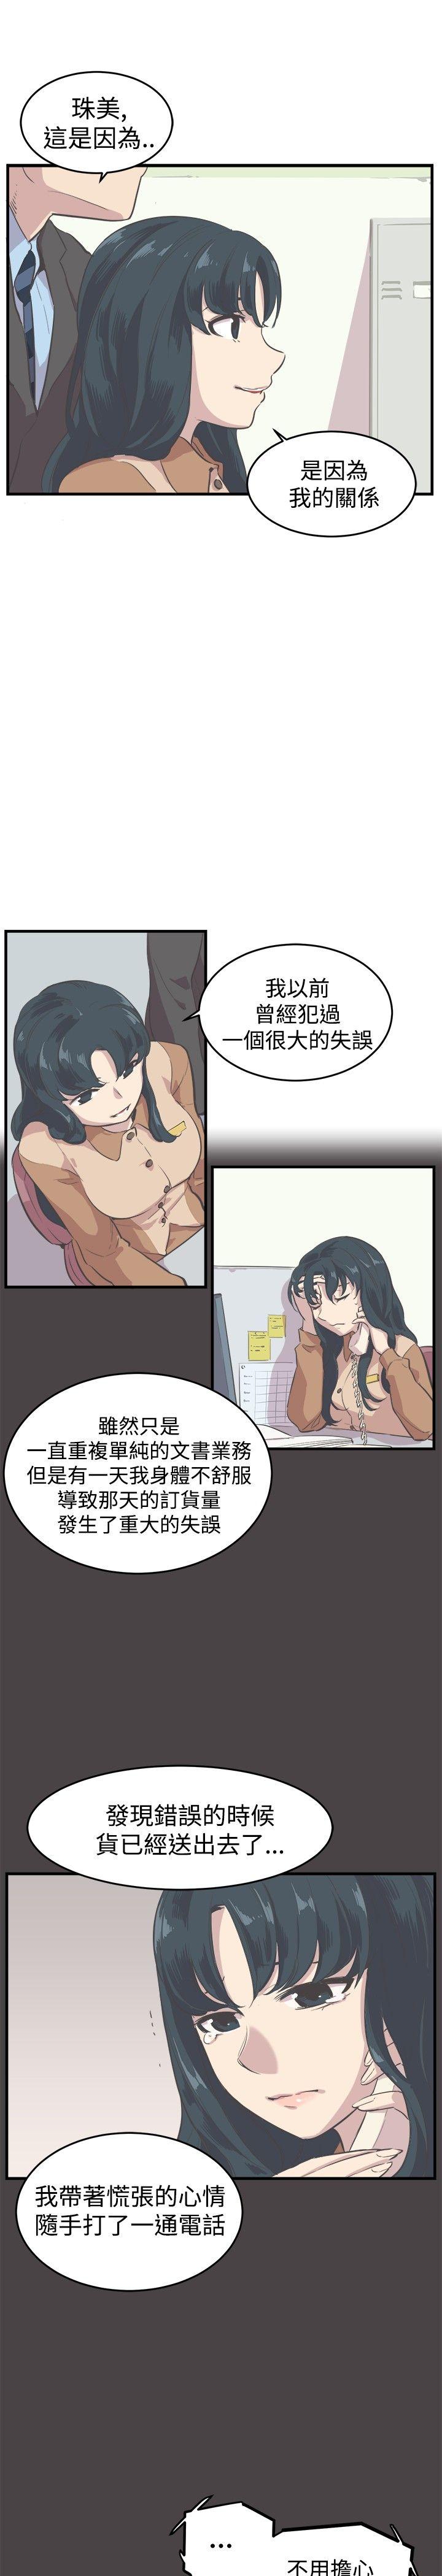 珠美,
這是因為..
是因為
我的關係
我以前
曾經犯過
一個很大的失誤
雖然只是
一直重複單純的文書業務
但是有一天我身體不舒服
導致那天的訂貨量
發生了重大的失誤
發現錯誤的時候
貨已經送出去了...
我帶著慌張的心情
隨手打了一通電話
...
不用擔心